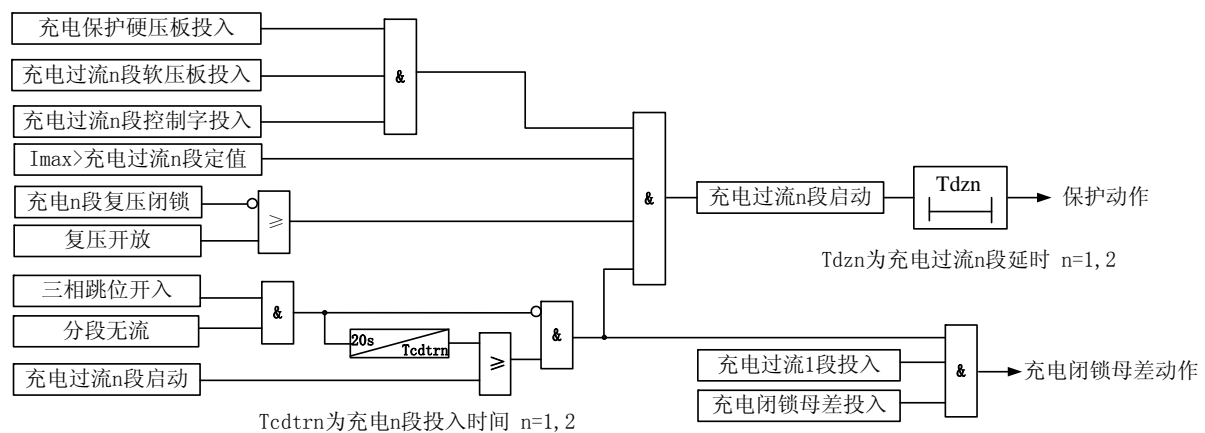 充电保护硬压板投入
充电过流n段软压板投入
充电过流n段控制字投入
&
Imax>充电过流n段定值
充电n段复压闭锁
复压开放
≥
&
充电过流n段启动
Tdzn
保护动作
Tdzn为充电过流n段延时 n=1,2
三相跳位开入
分段无流
&
20s
Tcdtrn
充电过流n段启动
≥
&
Tcdtrn为充电n段投入时间 n=1,2
充电过流1段投入
充电闭锁母差投入
&
充电闭锁母差动作